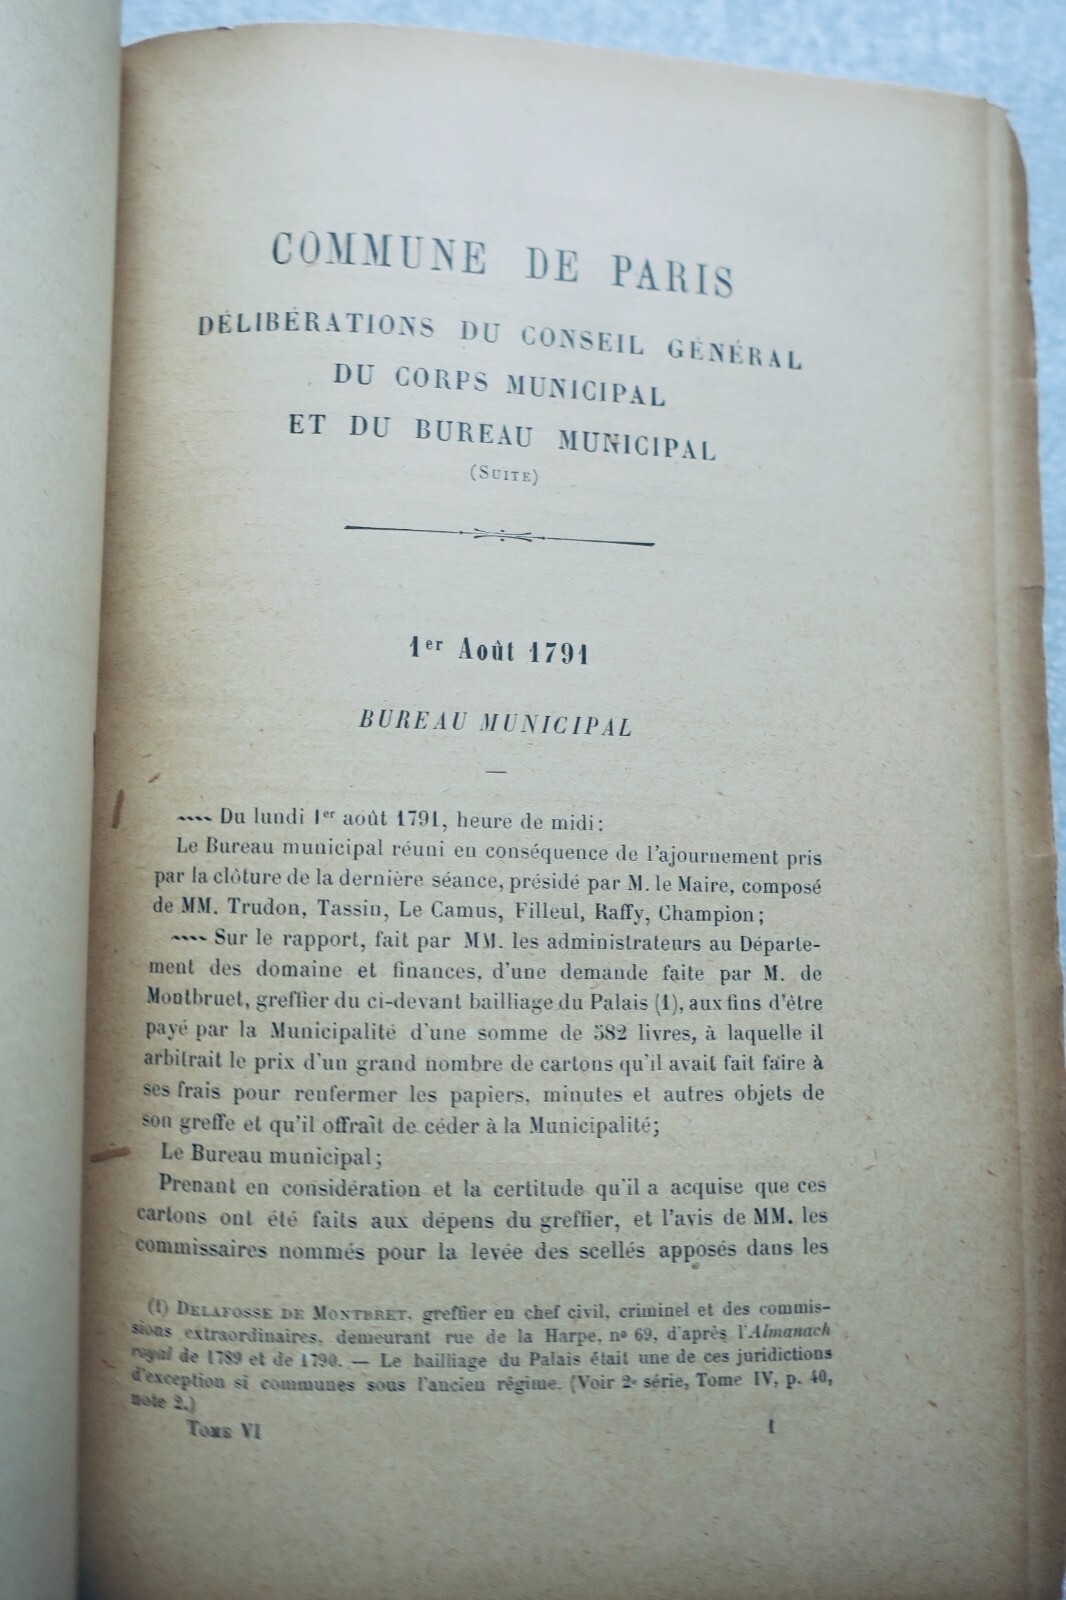 COMMUNE DE PARIS
DÉLIBÉRATIONS DU CONSEIL GÉNÉRAL
DU CORPS MUNICIPAL
ET DU BUREAU MUNICIPAL
(SUITE)
1er Août 1791
BUREAU MUNICIPAL
Du lundi 1er août 1791, heure de midi:
Le Bureau municipal réuni en conséquence de l'ajournement pris
par la clôture de la dernière séance, présidé par M. le Maire, composé
de MM. Trudon, Tassin, Le Camus, Filleul, Raffy, Champion;
Sur le rapport, fait par MM. les administrateurs au Départe-
ment des domaine et finances, d'une demande faite par M. de
Montbruet, greffier du ci-devant bailliage du Palais (1), aux fins d'être
payé par la Municipalité d'une somme de 582 livres, à laquelle il
arbitrait le prix d'un grand nombre de cartons qu'il avait fait faire à
ses frais pour renfermer les papiers, minutes et autres objets de
son greffe et qu'il offrait de céder à la Municipalité;
Le Bureau municipal;
Prenant en considération et la certitude qu'il a acquise que ces
cartons ont été faits aux dépens du greffier, et l'avis de MM. les
commissaires nommés pour la levée des scellés apposés dans les
(1) DELAFOSSE DE MONTBRET, greffier en chef civil, criminel et des commis-
sions extraordinaires, demeurant rue de la Harpe, n° 69, d'après l'Almanach
royal de 1789 et de 1790. — Le bailliage du Palais était une de ces juridictions
d'exception si communes sous l'ancien régime. (Voir 2e série, Tome IV, p. 40,
note 2.)
TOME VI 1